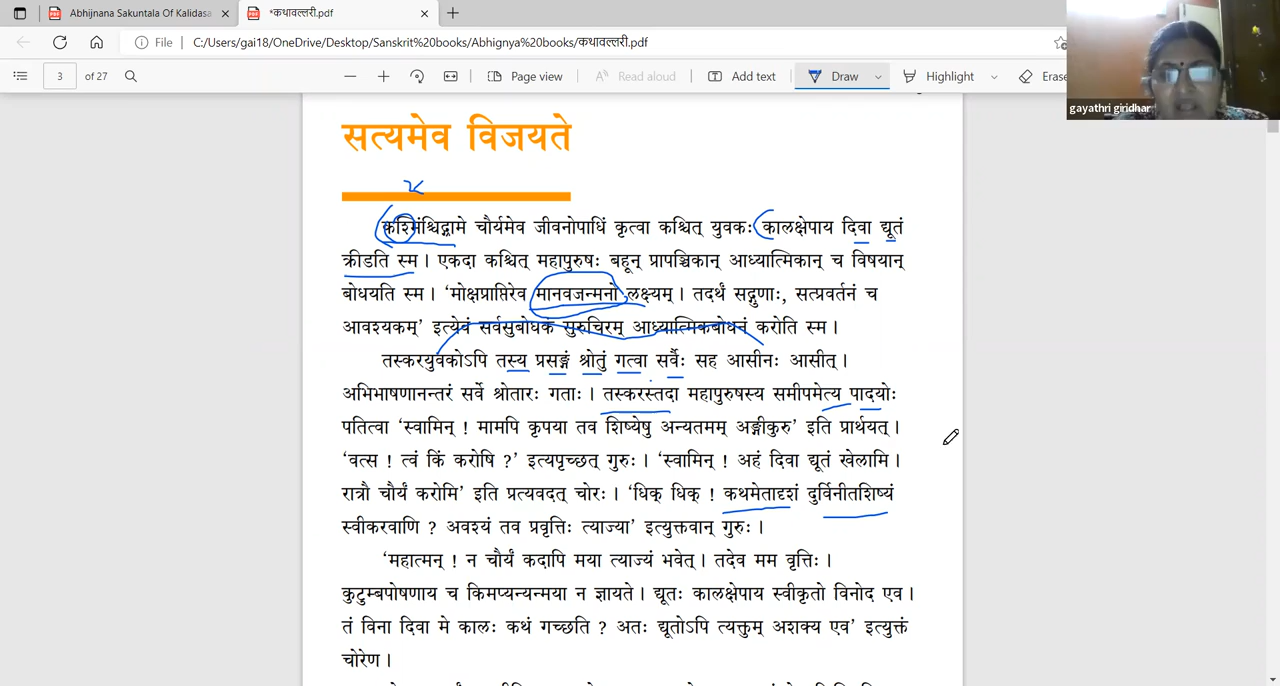 Abhijnana Sakuntala Of Kalidasa
*कथावल्लरी.pdf
File C:/Users/gai18/OneDrive/Desktop/Sanskrit%20books/Abhignya%20books/कथावल्लरी.pdf
3 of 27 Page view Read aloud Add text Draw Highlight Erase
gayathri giridhar
सत्यमेव विजयते
कश्मिंश्चिद्ग्रामे चौर्यमेव जीवनोपाधिं कृत्वा कश्चित् युवकः कालक्षेपाय दिवा द्यूतं
क्रीडति स्म । एकदा कश्चित् महापुरुषः बहून् प्रापञ्चिकान् आध्यात्मिकान् च विषयान्
बोधयति स्म । 'मोक्षप्राप्तिरेव मानवजन्मनो लक्ष्यम् । तदर्थं सद्गुणाः, सत्प्रवर्तनं च
आवश्यकम्' इत्येवं सर्वसुबोधकं सुरुचिरम् आध्यात्मिकबोधनं करोति स्म ।
तस्करयुवकोऽपि तस्य प्रसङ्गं श्रोतुं गत्वा सर्वैः सह आसीनः आसीत् ।
अभिभाषणानन्तरं सर्वे श्रोतारः गताः । तस्करस्तदा महापुरुषस्य समीपमेत्य पादयोः
पतित्वा 'स्वामिन् ! मामपि कृपया तव शिष्येषु अन्यतमम् अङ्गीकुरु' इति प्रार्थयत् ।
'वत्स ! त्वं किं करोषि ?' इत्यपृच्छत् गुरुः । 'स्वामिन् ! अहं दिवा द्यूतं खेलामि ।
रात्रौ चौर्यं करोमि' इति प्रत्यवदत् चोरः । 'धिक् धिक् ! कथमेतादृशं दुर्विनीतशिष्यं
स्वीकरवाणि ? अवश्यं तव प्रवृत्तिः त्याज्या' इत्युक्तवान् गुरुः ।
'महात्मन् ! न चौर्यं कदापि मया त्याज्यं भवेत् । तदेव मम वृत्तिः ।
कुटुम्बपोषणाय च किमप्यन्यन्मया न ज्ञायते । द्यूतः कालक्षेपाय स्वीकृतो विनोद एव ।
तं विना दिवा मे कालः कथं गच्छति ? अतः द्यूतोऽपि त्यक्तुम् अशक्य एव' इत्युक्तं
चोरेण ।